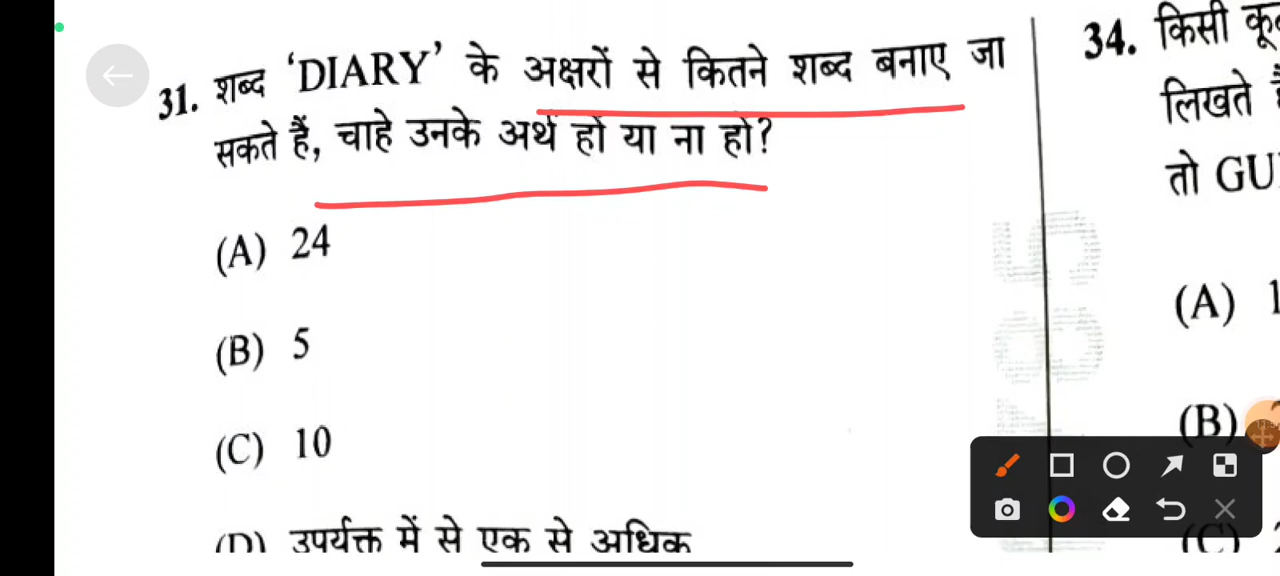 31. शब्द 'DIARY' के अक्षरों से कितने शब्द बनाए जा
सकते हैं, चाहे उनके अर्थ हों या ना हो?
(A) 24
(B) 5
(C) 10
(D) उपर्यक्त में से एक से अधिक
34. किसी
लिखते
तो
(A)
(B)
(C)